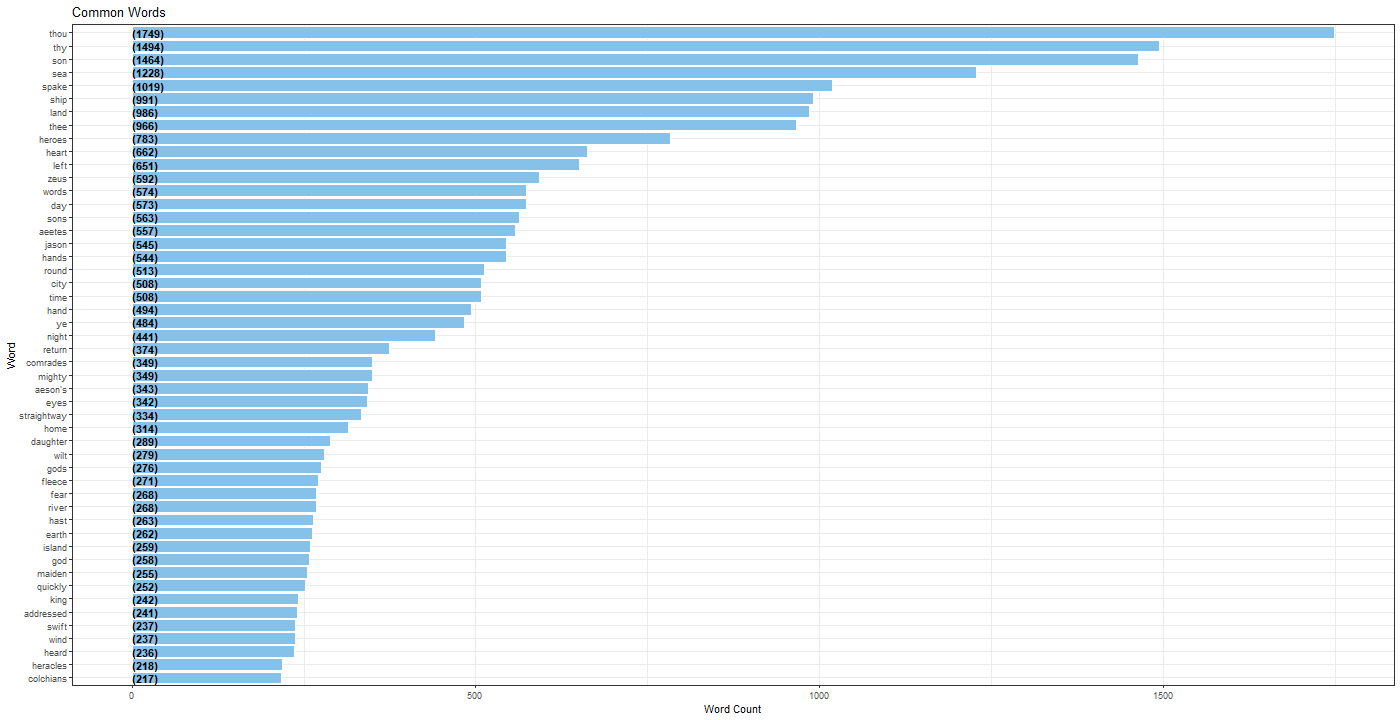 Common Words
thou (1749)
thy (1494)
son (1464)
sea (1228)
spake (1019)
ship (991)
land (986)
thee (966)
heroes (783)
heart (662)
left (651)
zeus (592)
words (574)
day (573)
sons (563)
aeetes (557)
jason (545)
hands (544)
round (513)
city (508)
time (508)
hand (494)
ye (484)
night (441)
return (374)
comrades (349)
mighty (349)
aeson's (343)
eyes (342)
straightway (334)
home (314)
daughter (289)
wilt (279)
gods (276)
fleece (271)
fear (268)
river (268)
hast (263)
earth (262)
island (259)
god (258)
maiden (255)
quickly (252)
king (242)
addressed (241)
swift (237)
wind (237)
heard (236)
heracles (218)
colchians (217)
Word
0 500 1000 1500
Word Count